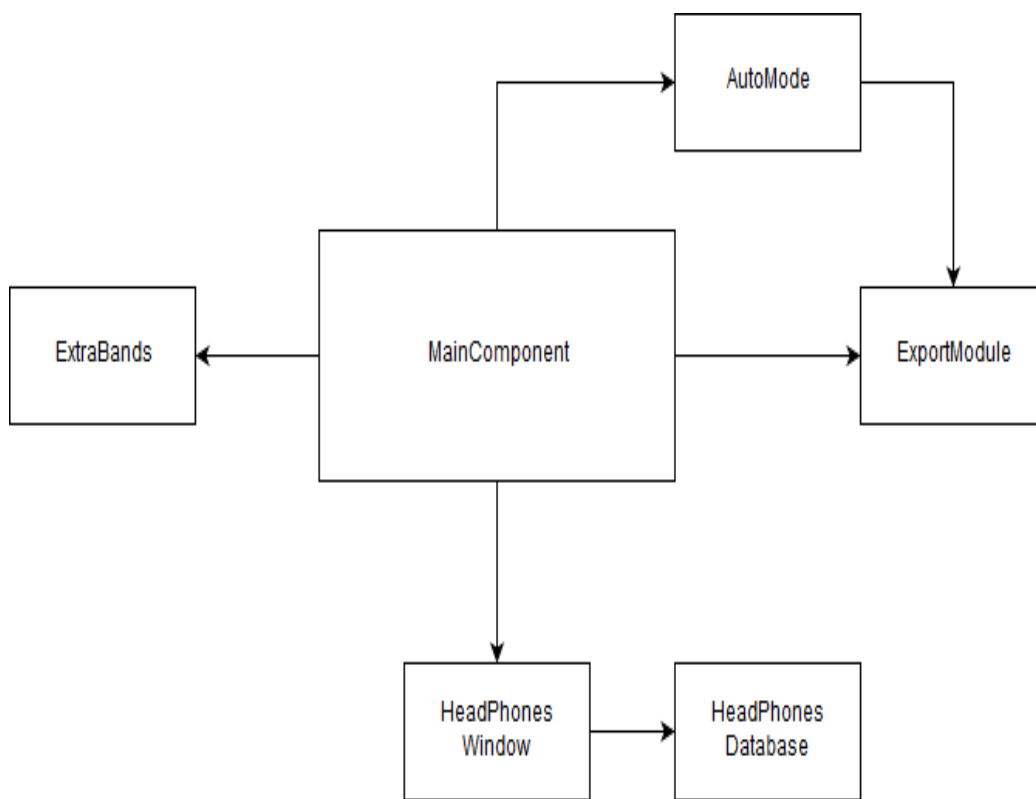 AutoMode
ExtraBands
MainComponent
ExportModule
HeadPhones
Window
HeadPhones
Database